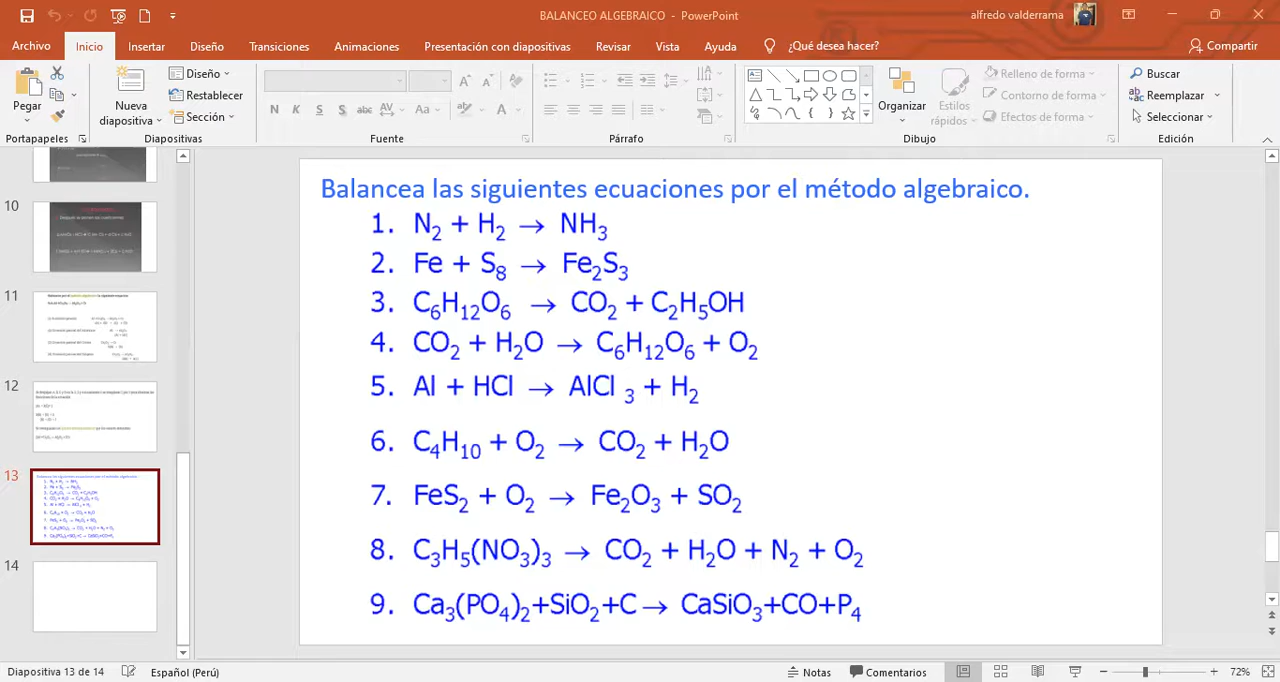 BALANCEO ALGEBRAICO - PowerPoint
alfredo valderrama
Archivo Inicio Insertar Diseño Transiciones Animaciones Presentación con diapositivas Revisar Vista Ayuda ¿Qué desea hacer? Compartir
Pegar
Nueva diapositiva
Diseño
Restablecer
Sección
N K S S abc AV Aa A
Organizar
Estilos rápidos
Relleno de forma
Contorno de forma
Efectos de forma
Buscar
Reemplazar
Seleccionar
Portapapeles Diapositivas Fuente Párrafo Dibujo Edición
10
11
12
13
14
Balancea las siguientes ecuaciones por el método algebraico.
1. N₂ + H₂ → NH₃
2. Fe + S₈ → Fe₂S₃
3. C₆H₁₂O₆ → CO₂ + C₂H₅OH
4. CO₂ + H₂O → C₆H₁₂O₆ + O₂
5. Al + HCl → AlCl ₃ + H₂
6. C₄H₁₀ + O₂ → CO₂ + H₂O
7. FeS₂ + O₂ → Fe₂O₃ + SO₂
8. C₃H₅(NO₃)₃ → CO₂ + H₂O + N₂ + O₂
9. Ca₃(PO₄)₂+SiO₂+C→ CaSiO₃+CO+P₄
Diapositiva 13 de 14 Español (Perú) Notas Comentarios 72%